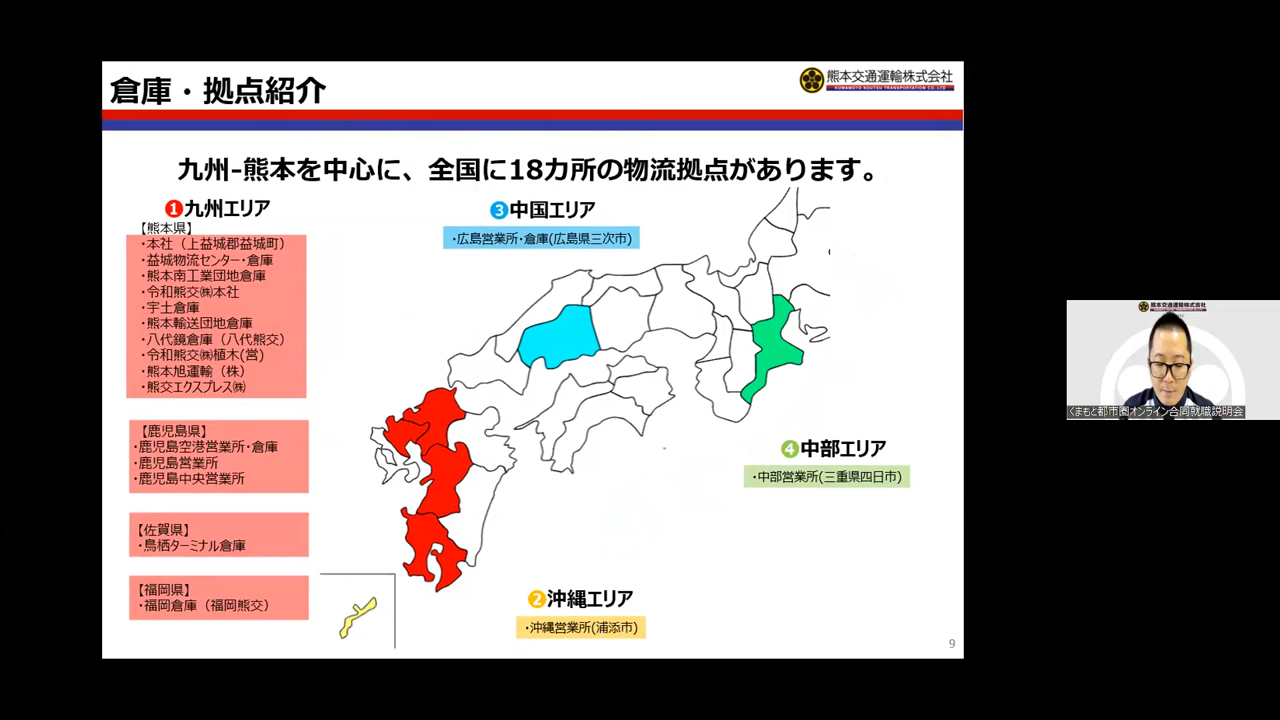 倉庫・拠点紹介
熊本交通運輸株式会社
KUMAMOTO KOUTSU TRANSPORTATION CO.,LTD
九州-熊本を中心に、全国に18カ所の物流拠点があります。
❶九州エリア
【熊本県】
・本社（上益城郡益城町）
・益城物流センター・倉庫
・熊本南工業団地倉庫
・令和熊交㈱本社
・宇土倉庫
・熊本輸送団地倉庫
・八代鏡倉庫（八代熊交）
・令和熊交㈱植木(営)
・熊本旭運輸（株）
・熊交エクスプレス㈱
【鹿児島県】
・鹿児島空港営業所・倉庫
・鹿児島営業所
・鹿児島中央営業所
【佐賀県】
・鳥栖ターミナル倉庫
【福岡県】
・福岡倉庫（福岡熊交）
❸中国エリア
・広島営業所・倉庫(広島県三次市)
❹中部エリア
・中部営業所(三重県四日市)
❷沖縄エリア
・沖縄営業所(浦添市)
9
熊本交通運輸株式会社
くまもと都市圏オンライン合同就職説明会